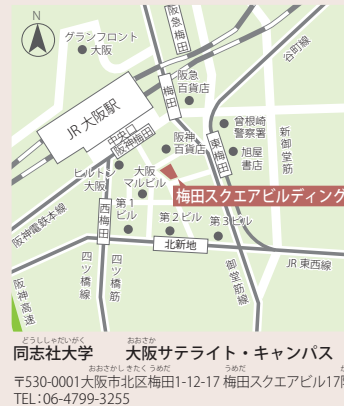 N
グランフロント
大阪
阪急梅田
谷町線
阪急
百貨店
梅田
JR 大阪駅
中央口
阪神梅田
阪神
百貨店
東梅田
曽根崎
警察署
旭屋
書店
新御堂筋
ヒルトン
大阪
大阪
マルビル
梅田スクエアビルディング
第1
ビル
第2ビル
第3ビル
西梅田
阪神電鉄本線
北新地
JR 東西線
四ツ橋線
四ツ橋筋
御堂筋線
阪神高速
どうししゃだいがく おおさか
同志社大学 大阪サテライト・キャンパス
おおさかしきたくうめだ うめだ
〒530-0001大阪市北区梅田1-12-17 梅田スクエアビル17階
TEL:06-4799-3255